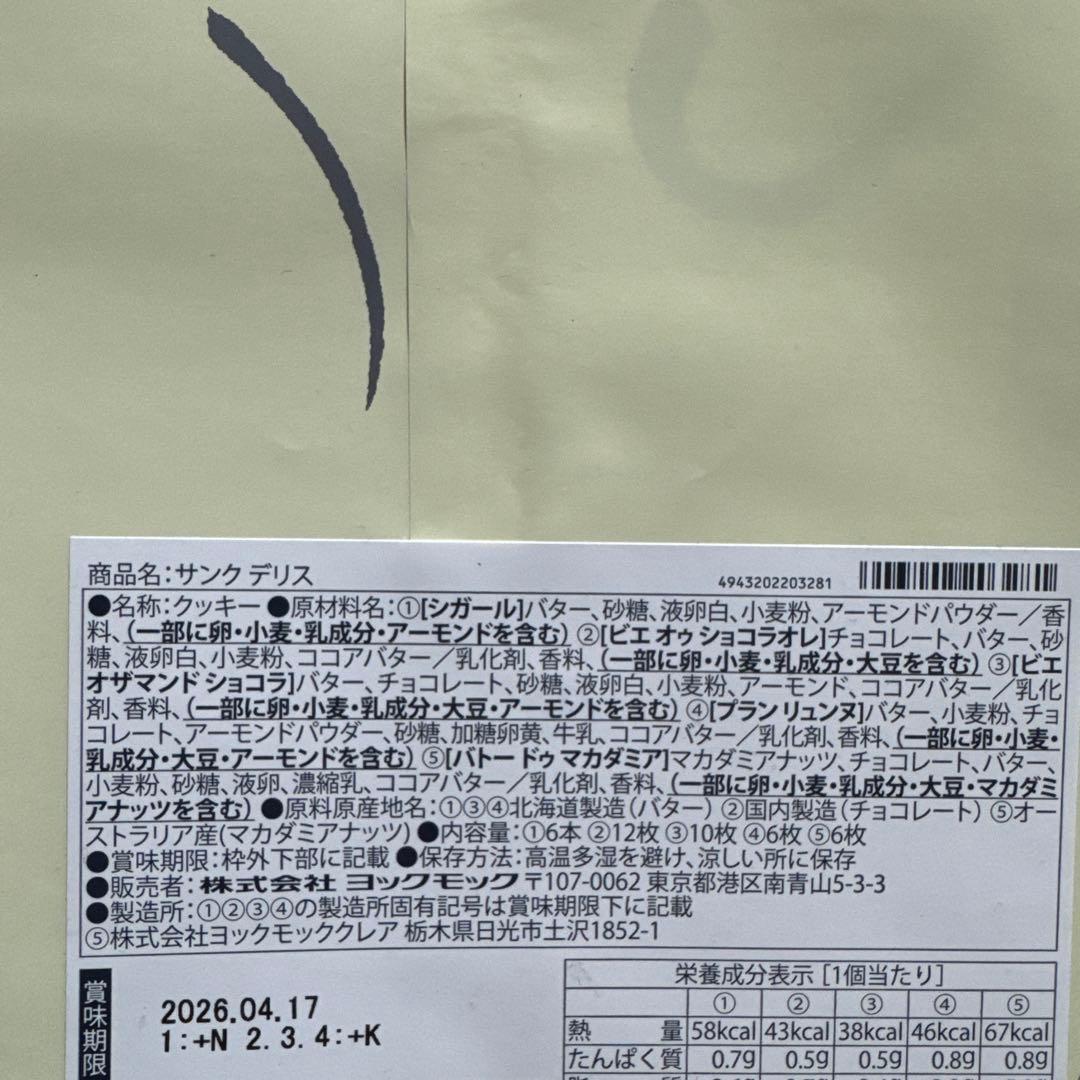 商品名：サンク デリス
4943202203281
●名称：クッキー ●原材料名：①[シガール]バター、砂糖、液卵白、小麦粉、アーモンドパウダー／香
料、（一部に卵・小麦・乳成分・アーモンドを含む） ②[ビエ オゥ ショコラオレ]チョコレート、バター、砂
糖、液卵白、小麦粉、ココアバター／乳化剤、香料、（一部に卵・小麦・乳成分・大豆を含む） ③[ビエ
オザマンド ショコラ]バター、チョコレート、砂糖、液卵白、小麦粉、アーモンド、ココアバター／乳化
剤、香料、（一部に卵・小麦・乳成分・大豆・アーモンドを含む） ④[プラン リュンヌ]バター、小麦粉、チョコ
レート、アーモンドパウダー、砂糖、加糖卵黄、牛乳、ココアバター／乳化剤、香料、（一部に卵・小麦・
乳成分・大豆・アーモンドを含む） ⑤[バトー ドゥ マカダミア]マカダミアナッツ、チョコレート、バター、
小麦粉、砂糖、液卵、濃縮乳、ココアバター／乳化剤、香料、（一部に卵・小麦・乳成分・大豆・マカダミ
アナッツを含む） ●原料原産地名：①③④北海道製造（バター） ②国内製造（チョコレート） ⑤オー
ストラリア産(マカダミアナッツ) ●内容量：①6本 ②12枚 ③10枚 ④6枚 ⑤6枚
●賞味期限：枠外下部に記載 ●保存方法：高温多湿を避け、涼しい所に保存
●販売者：株式会社 ヨックモック 〒107-0062 東京都港区南青山5-3-3
●製造所：①②③④の製造所固有記号は賞味期限下に記載
⑤株式会社ヨックモッククレア 栃木県日光市土沢1852-1
賞味期限
2026.04.17
1:+N 2.3.4:+K
栄養成分表示 [1個当たり]
① ② ③ ④ ⑤
熱量 58kcal 43kcal 38kcal 46kcal 67kcal
たんぱく質 0.7g 0.5g 0.5g 0.8g 0.8g